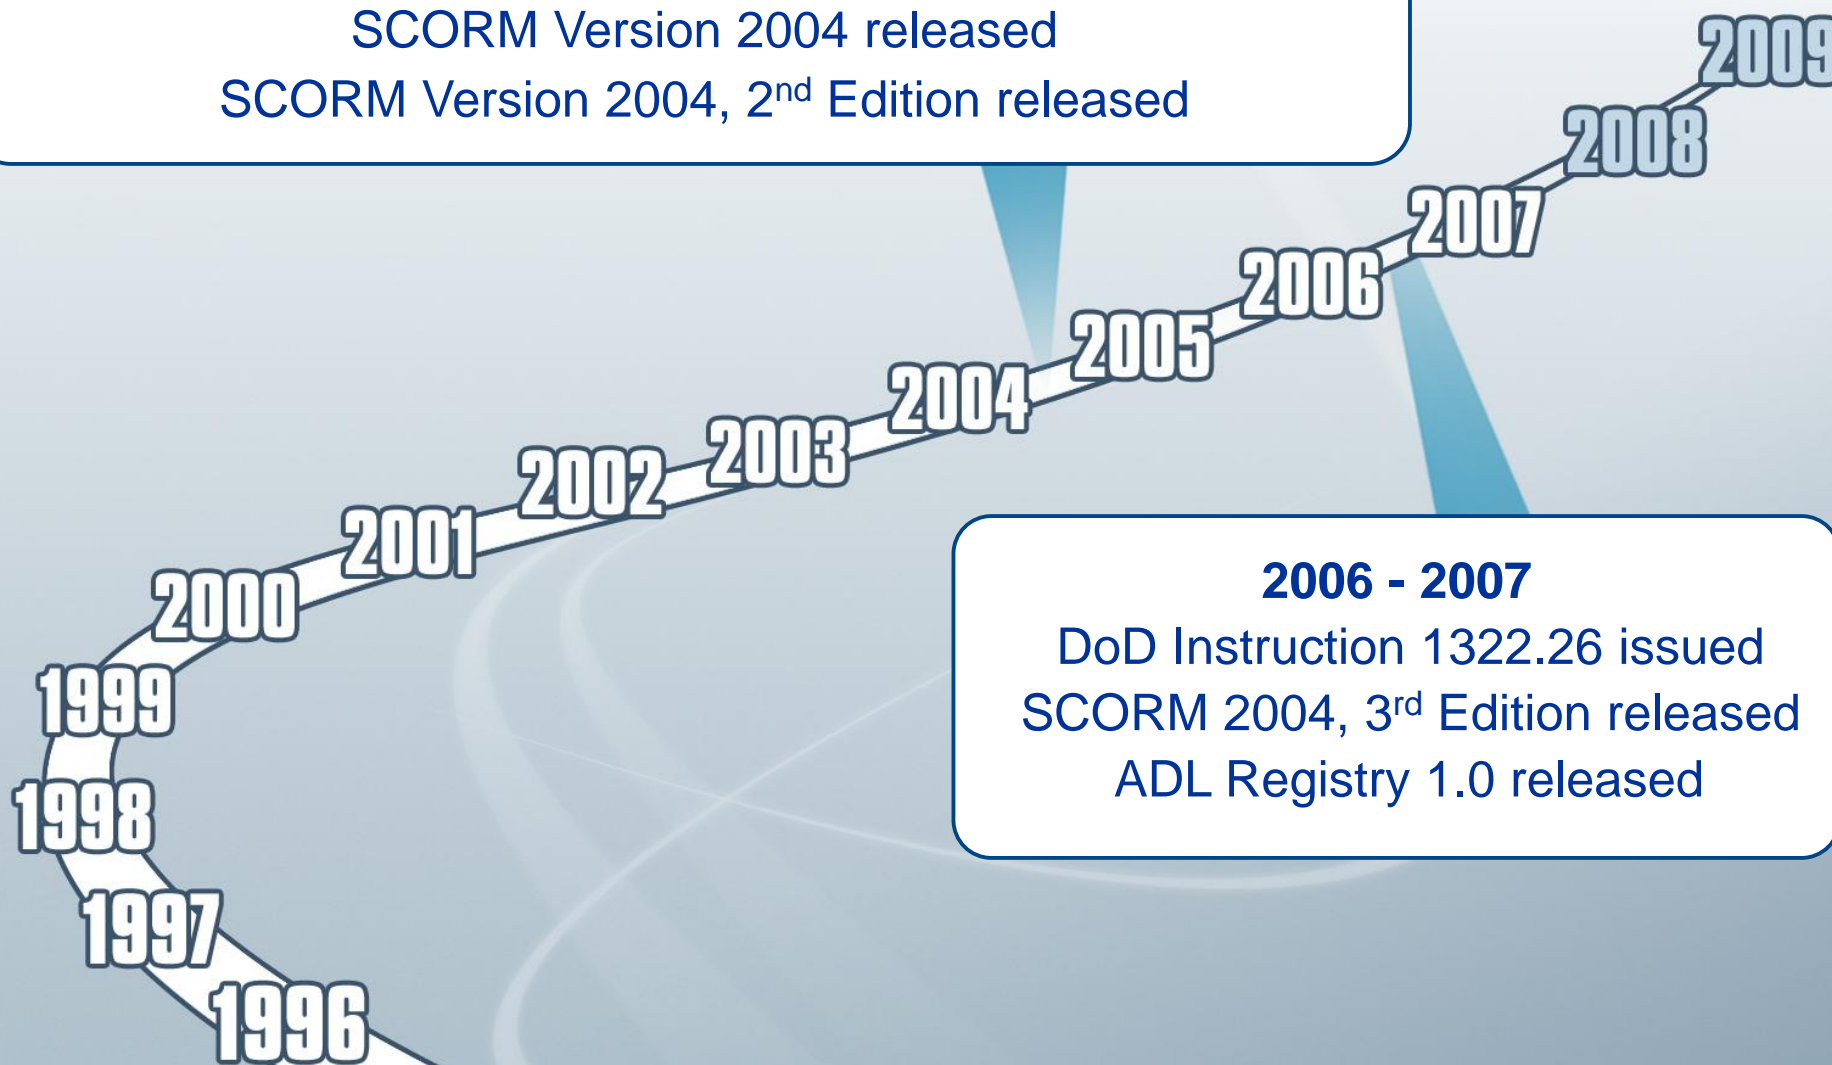 SCORM Version 2004 released
SCORM Version 2004, 2nd Edition released
2009
2008
2007
2006
2005
2004
2003
2002
2001
2000
1999
1998
1997
1996
2006 - 2007
DoD Instruction 1322.26 issued
SCORM 2004, 3rd Edition released
ADL Registry 1.0 released